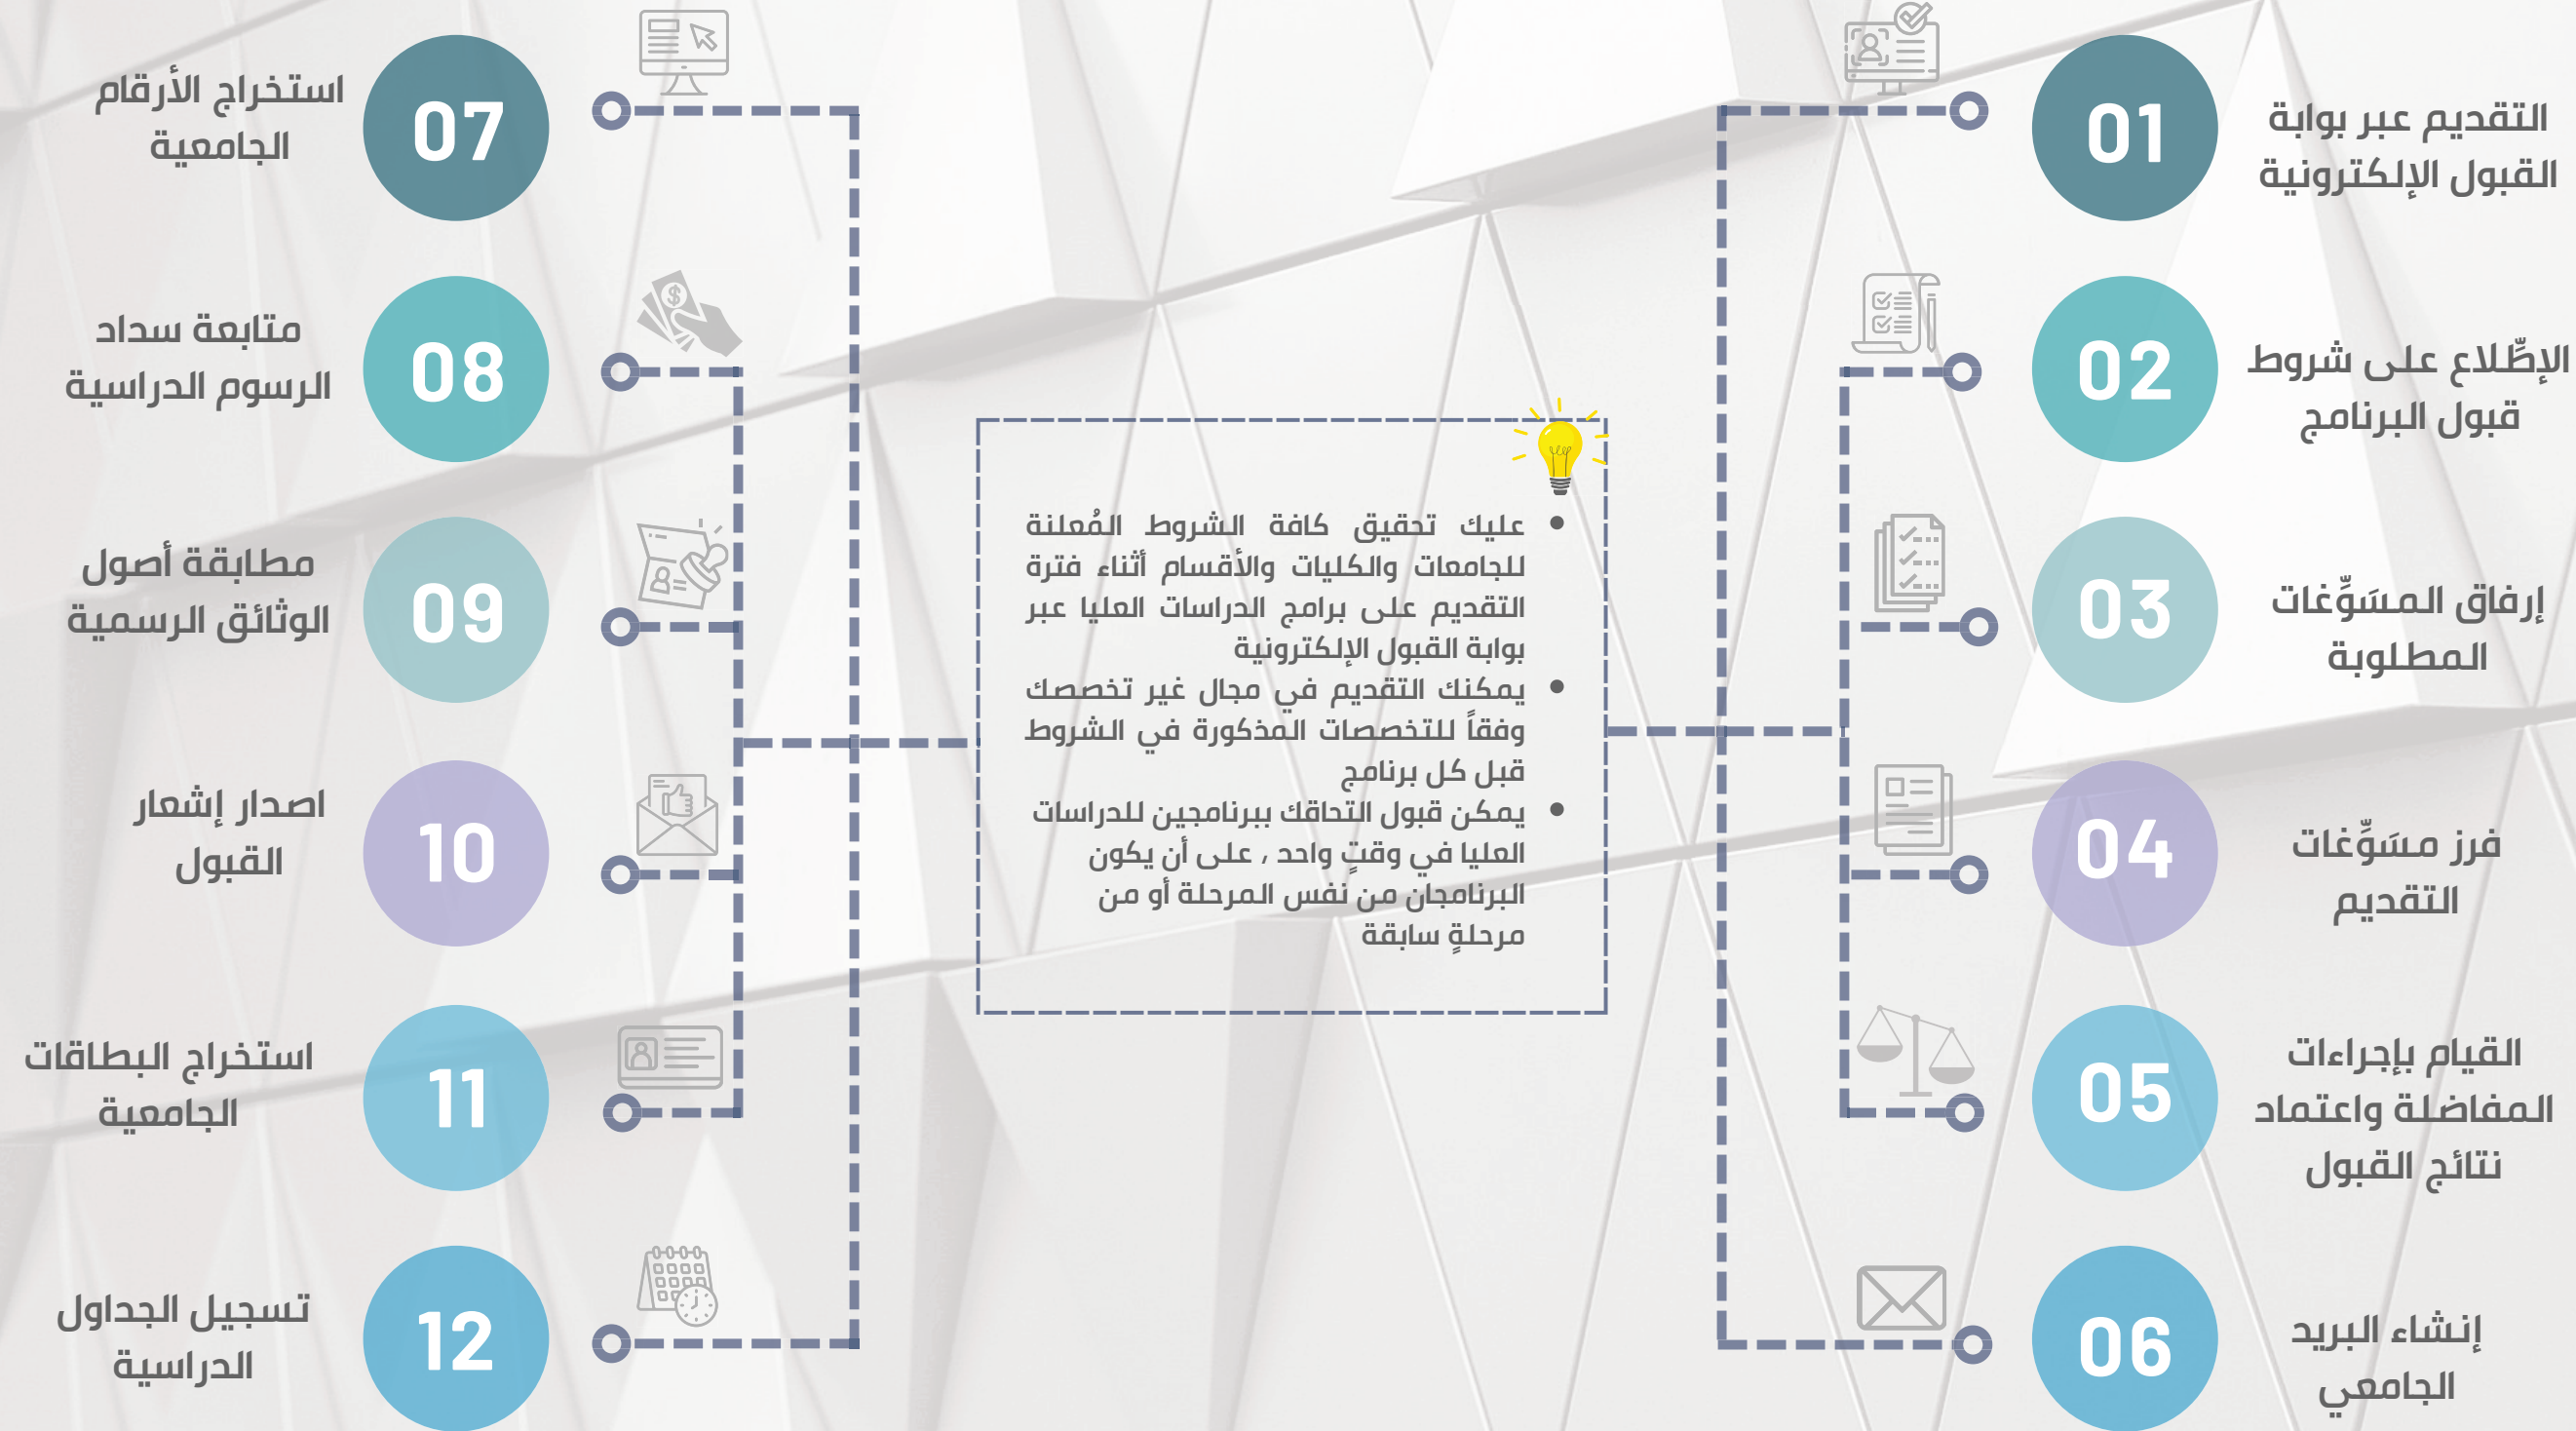 01
التقديم عبر بوابة
القبول الإلكترونية
02
الإطِّلاع على شروط
قبول البرنامج
03
إرفاق المسَوِّغات
المطلوبة
04
فرز مسَوِّغات
التقديم
05
القيام بإجراءات
المفاضلة واعتماد
نتائج القبول
06
إنشاء البريد
الجامعي
• عليك تحقيق كافة الشروط المُعلنة
للجامعات والكليات والأقسام أثناء فترة
التقديم على برامج الدراسات العليا عبر
بوابة القبول الإلكترونية
• يمكنك التقديم في مجال غير تخصصك
وفقاً للتخصصات المذكورة في الشروط
قبل كل برنامج
• يمكن قبول التحاقك ببرنامجين للدراسات
العليا في وقتٍ واحد ، على أن يكون
البرنامجان من نفس المرحلة أو من
مرحلةٍ سابقة
07
استخراج الأرقام
الجامعية
08
متابعة سداد
الرسوم الدراسية
09
مطابقة أصول
الوثائق الرسمية
10
اصدار إشعار
القبول
11
استخراج البطاقات
الجامعية
12
تسجيل الجداول
الدراسية